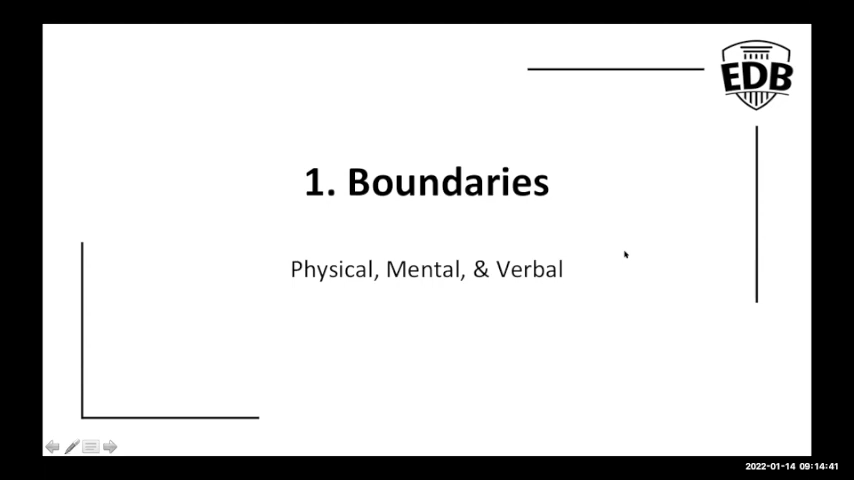 EDB
1. Boundaries
Physical, Mental, & Verbal
2022-01-14 09:14:41